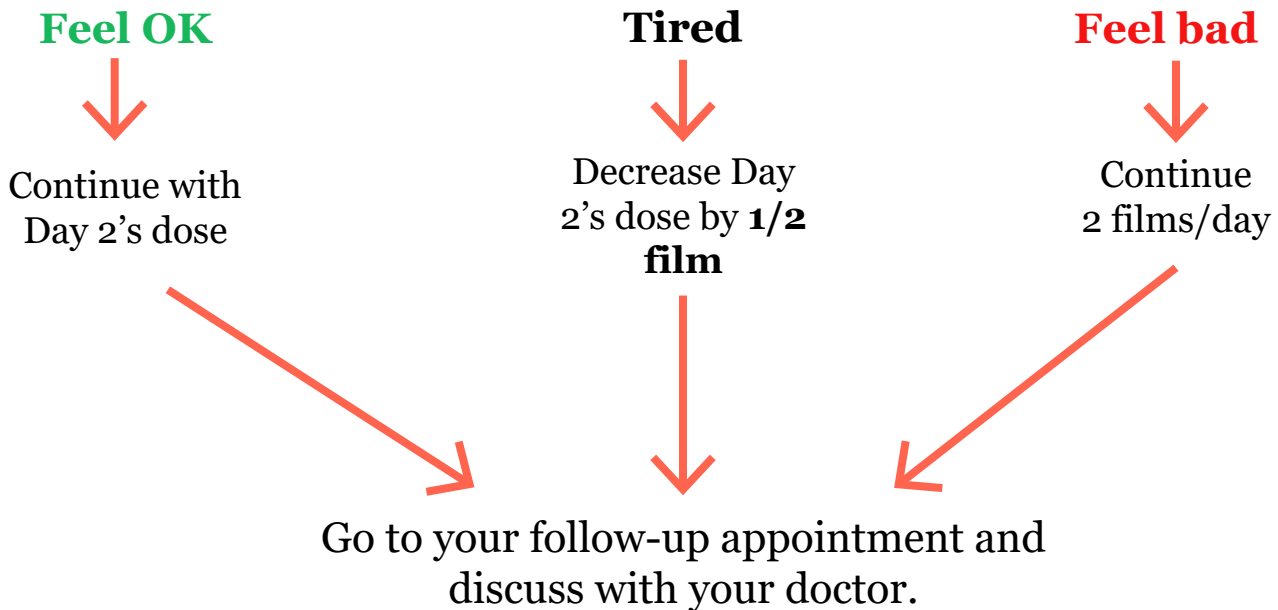 Feel OK
Tired
Feel bad
Continue with
Day 2’s dose
Decrease Day
2’s dose by 1/2
film
Continue
2 films/day
Go to your follow-up appointment and
discuss with your doctor.